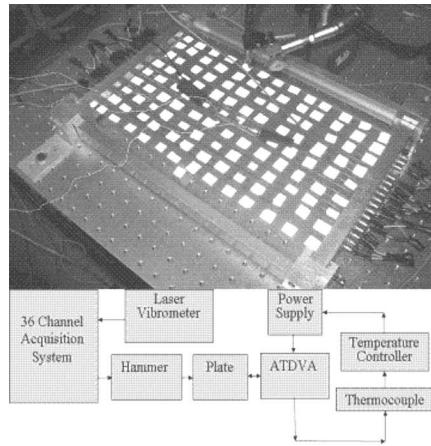 36 Channel
Acquisition
System
Laser
Vibrometer
Power
Supply
Hammer
Plate
ATDVA
Temperature
Controller
Thermocouple